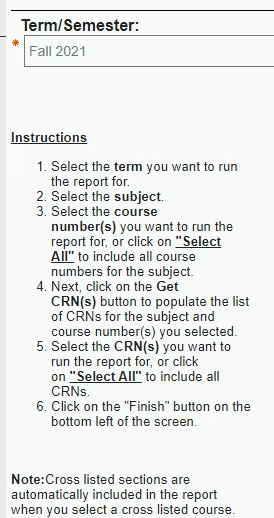 Term/Semester:
* Fall 2021
Instructions
1. Select the term you want to run
the report for.
2. Select the subject.
3. Select the course
number(s) you want to run the
report for, or click on "Select
All" to include all course
numbers for the subject.
4. Next, click on the Get
CRN(s) button to populate the list
of CRNs for the subject and
course number(s) you selected.
5. Select the CRN(s) you want to
run the report for, or click
on "Select All" to include all
CRNs.
6. Click on the "Finish" button on the
bottom left of the screen.
Note:Cross listed sections are
automatically included in the report
when you select a cross listed course.